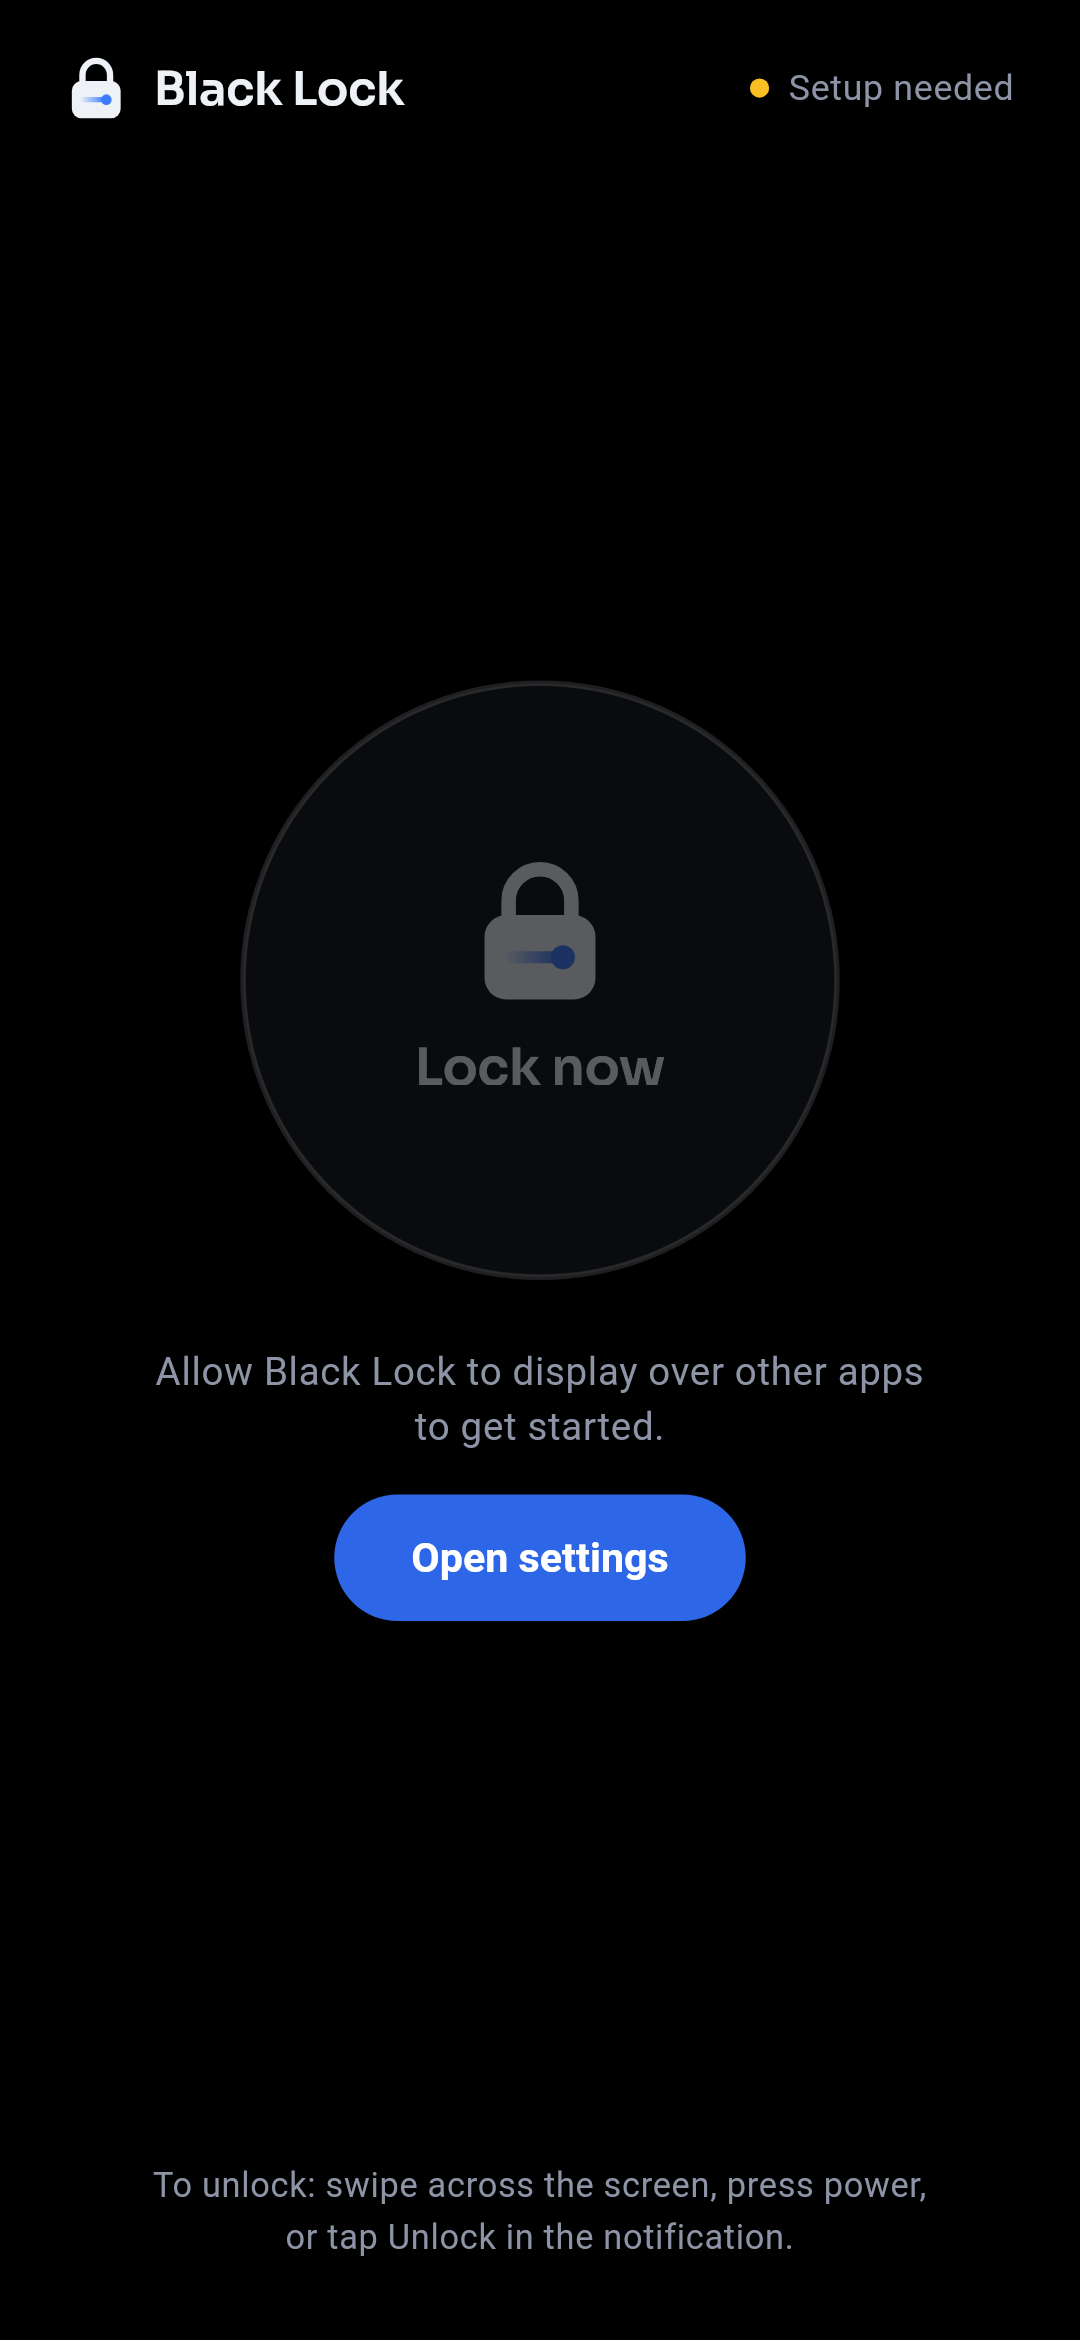 Black Lock
Setup needed
Lock now
Allow Black Lock to display over other apps
to get started.
Open settings
To unlock: swipe across the screen, press power,
or tap Unlock in the notification.